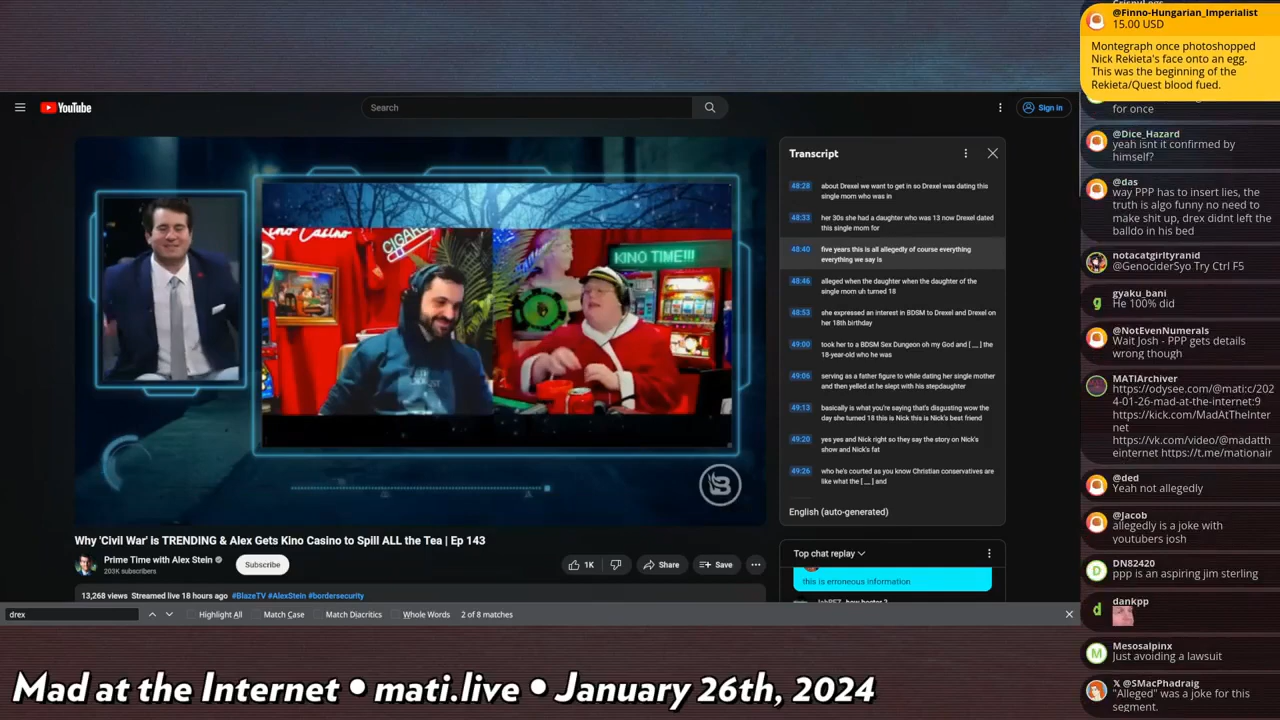 YouTube
Search
Sign in
KINO TIME!!!
CIGARS
Why 'Civil War' Is TRENDING & Alex Gets Kino Casino to Spill ALL the Tea | Ep 143
Prime Time with Alex Stein
203K subscribers
Subscribe
1K
Share
Save
13,268 views Streamed live 18 hours ago #BlazeTV #AlexStein #bordersecurity
Transcript
48:28 about Drexel we want to get in so Drexel was dating this
single mom who was in
48:33 her 30s she had a daughter who was 13 now Drexel dated
this single mom for
48:40 five years this is all allegedly of course everything
everything we say is
48:46 alleged when the daughter when the daughter of the
single mom uh turned 18
48:53 she expressed an interest in BDSM to Drexel and Drexel on
her 18th birthday
49:00 took her to a BDSM Sex Dungeon oh my God and [ __ ] the
18-year-old who he was
49:06 serving as a father figure to while dating her single mother
and then yelled at he slept with his stepdaughter
49:13 basically is what you're saying that's disgusting wow the
day she turned 18 this is Nick this is Nick's best friend
49:20 yes yes and Nick right so they say the story on Nick's
show and Nick's fat
49:26 who he's courted as you know Christian conservatives are
like what the [ __ ] and
English (auto-generated)
Top chat replay
this is erroneous information
drex
Highlight All
Match Case
Match Diacritics
Whole Words
2 of 8 matches
Mad at the Internet • mati.live • January 26th, 2024
@Finno-Hungarian_Imperialist
15.00 USD
Montegraph once photoshopped
Nick Rekieta's face onto an egg.
This was the beginning of the
Rekieta/Quest blood fued.
for once
@Dice_Hazard
yeah isnt it confirmed by
himself?
@das
way PPP has to insert lies, the
truth is algo funny no need to
make shit up, drex didnt left the
balldo in his bed
notacatgirltyranid
@GenociderSyo Try Ctrl F5
gyaku_bani
He 100% did
@NotEvenNumerals
Wait Josh - PPP gets details
wrong though
MATIArchiver
https://odysee.com/@mati:c/202
4-01-26-mad-at-the-internet:9
https://kick.com/MadAtTheInter
net
https://vk.com/video/@madatth
einternet https://t.me/mationair
@ded
Yeah not allegedly
@Jacob
allegedly is a joke with
youtubers josh
DN82420
ppp is an aspiring jim sterling
dankpp
Mesosalpinx
Just avoiding a lawsuit
X @SMacPhadraig
"Alleged" was a joke for this
segment.